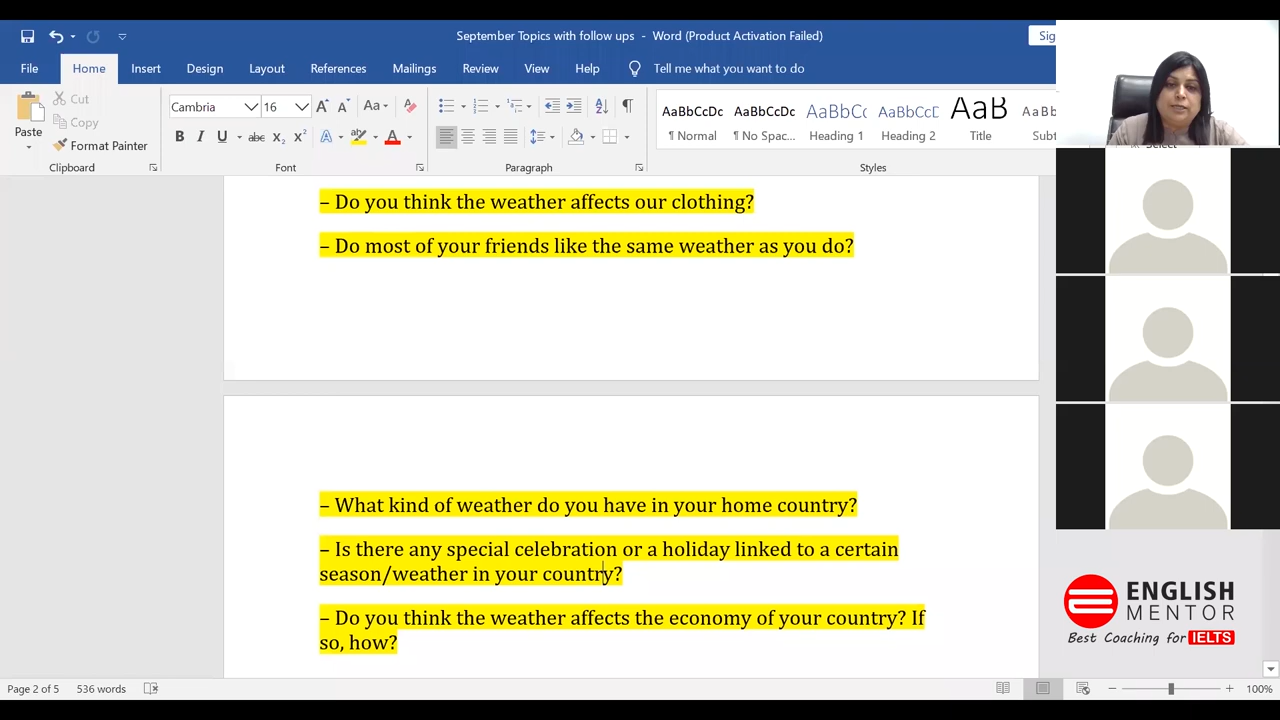 September Topics with follow ups - Word (Product Activation Failed)
Sig
File Home Insert Design Layout References Mailings Review View Help Tell me what you want to do
Paste
Cut
Copy
Format Painter
Clipboard
Cambria 16
Font
Paragraph
AaBbCcDc AaBbCcDc AaBbCc AaBbCcD AaB
¶ Normal ¶ No Spac... Heading 1 Heading 2 Title Subt
Styles
Select
– Do you think the weather affects our clothing?
– Do most of your friends like the same weather as you do?
– What kind of weather do you have in your home country?
– Is there any special celebration or a holiday linked to a certain
season/weather in your country?
– Do you think the weather affects the economy of your country? If
so, how?
ENGLISH
MENTOR
Best Coaching for IELTS
Page 2 of 5 536 words 100%